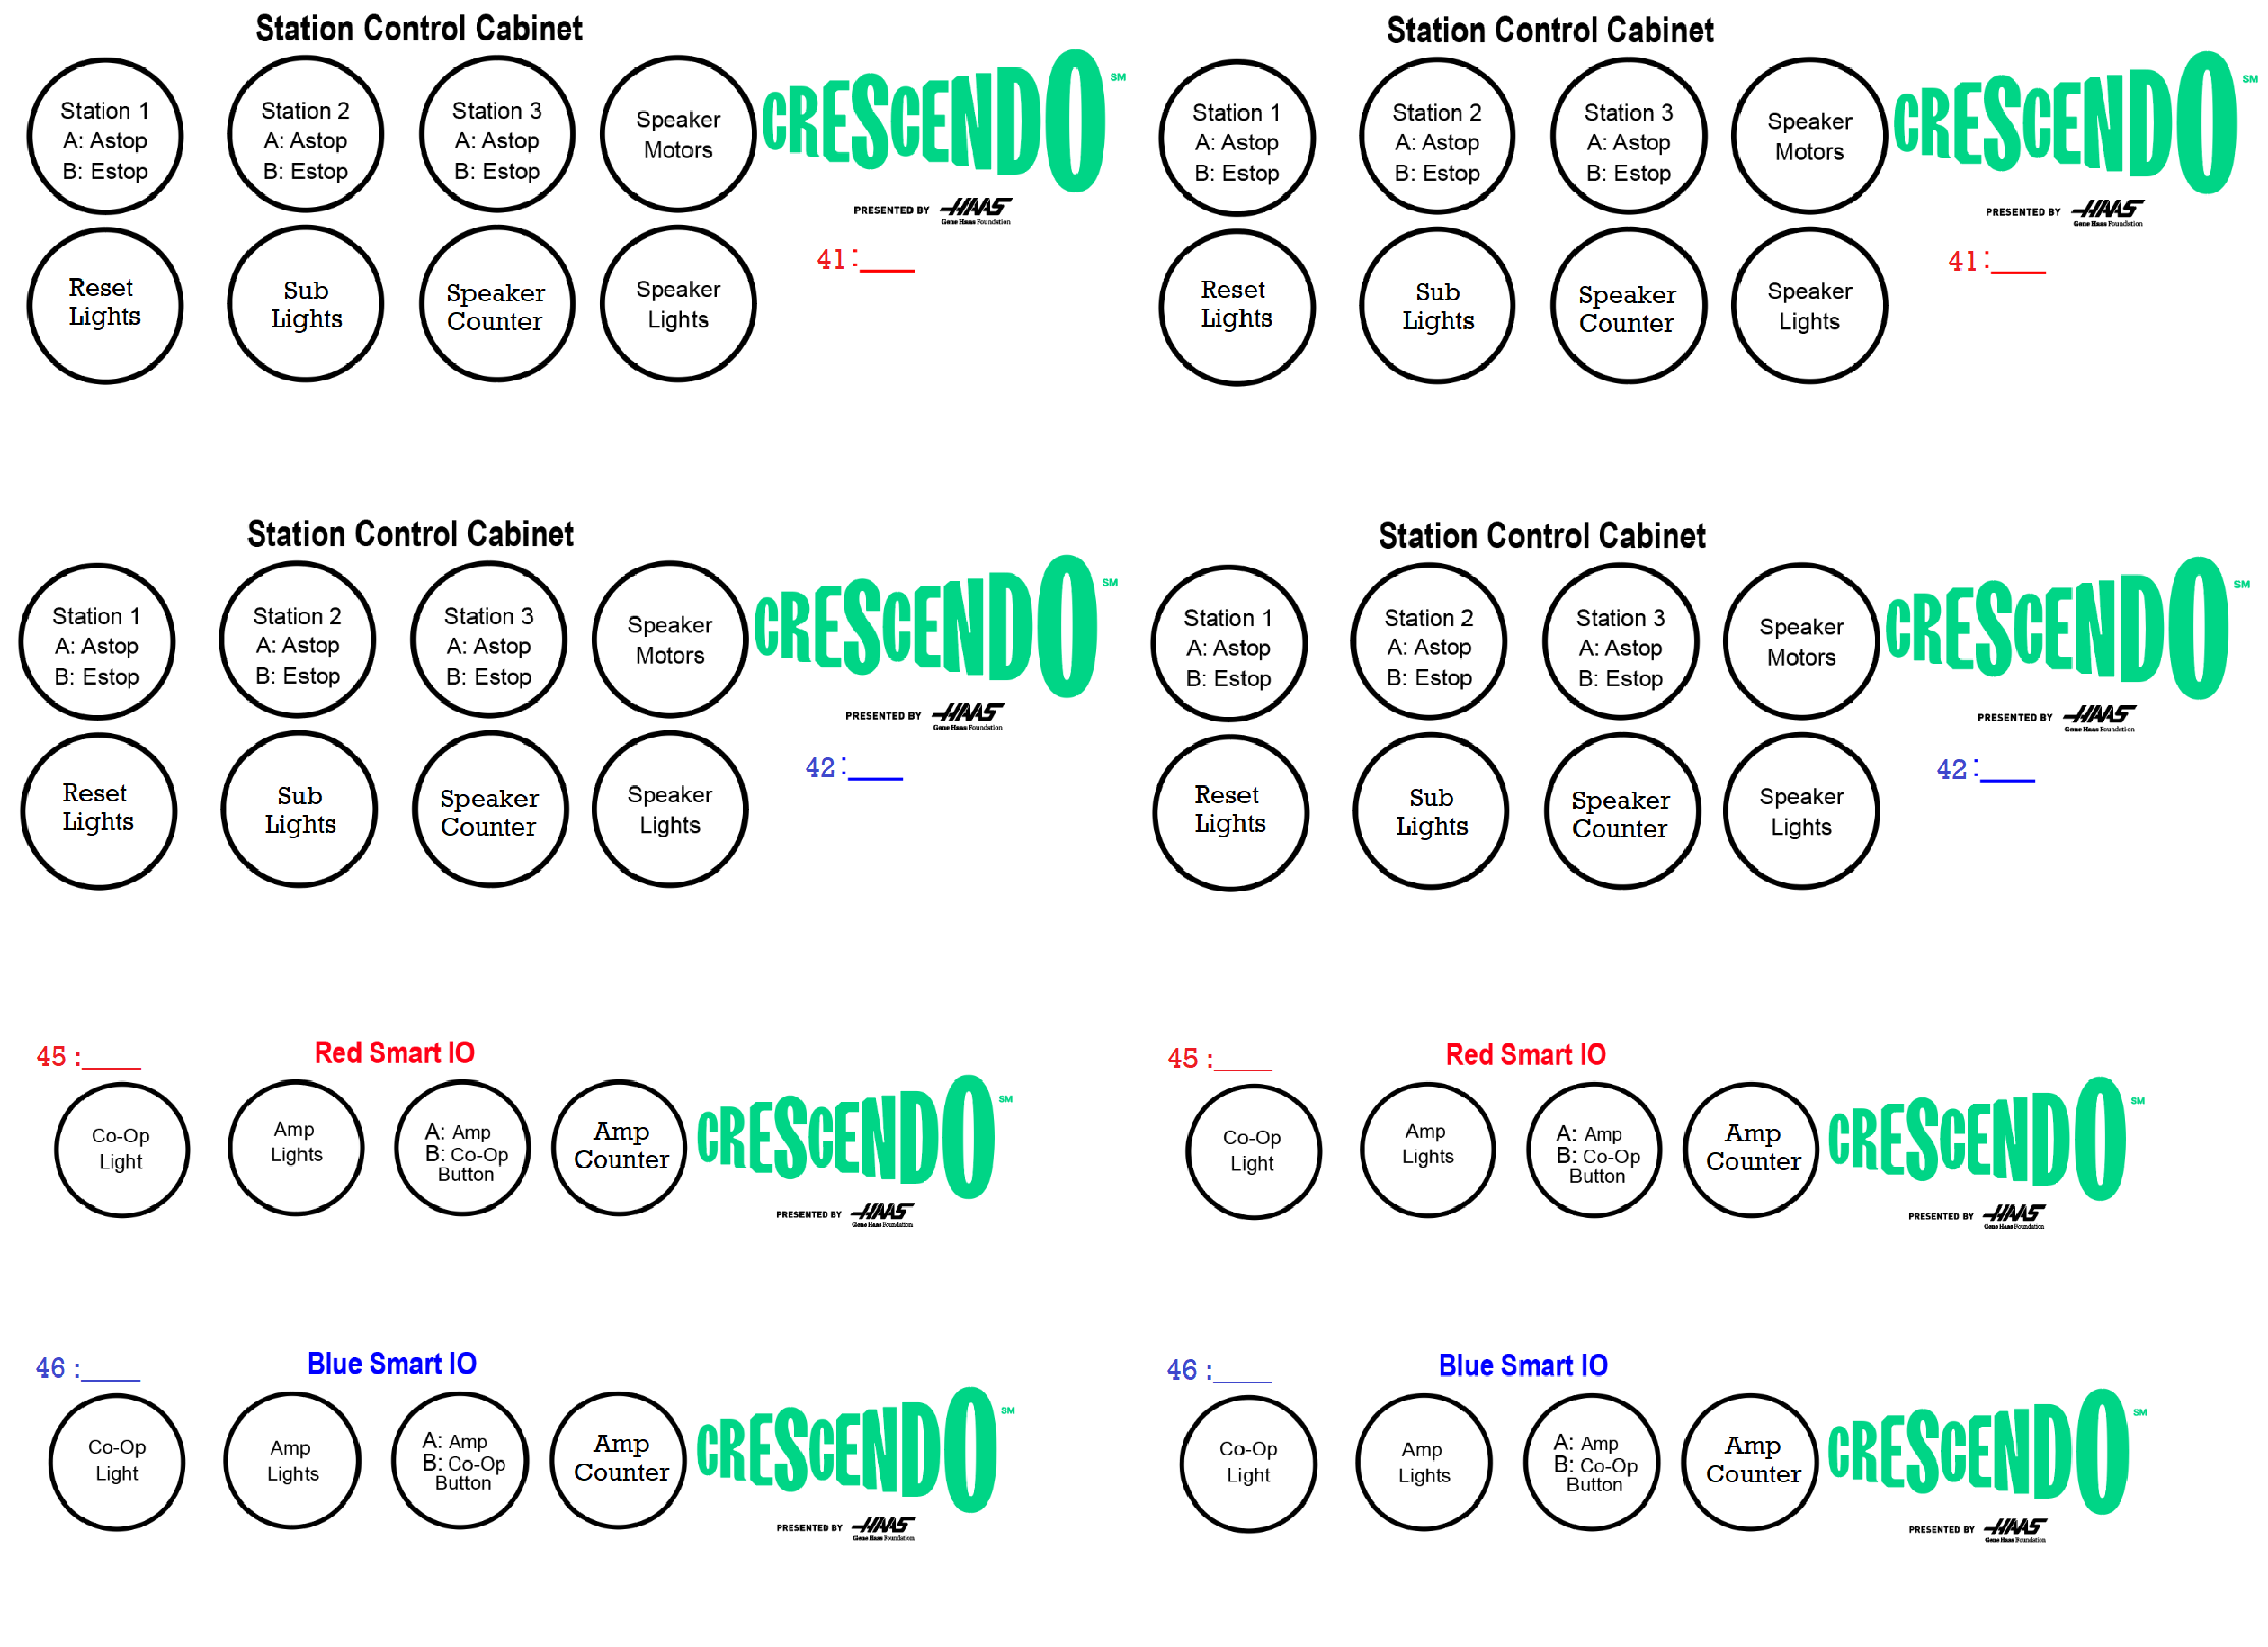 Station Control Cabinet
Station 1
A: Astop
B: Estop
Station 2
A: Astop
B: Estop
Station 3
A: Astop
B: Estop
Speaker
Motors
CRESCENDO SM
PRESENTED BY HAAS
Gene Haas Foundation
41:____
Reset
Lights
Sub
Lights
Speaker
Counter
Speaker
Lights
Station Control Cabinet
Station 1
A: Astop
B: Estop
Station 2
A: Astop
B: Estop
Station 3
A: Astop
B: Estop
Speaker
Motors
CRESCENDO SM
PRESENTED BY HAAS
Gene Haas Foundation
41:____
Reset
Lights
Sub
Lights
Speaker
Counter
Speaker
Lights
Station Control Cabinet
Station 1
A: Astop
B: Estop
Station 2
A: Astop
B: Estop
Station 3
A: Astop
B: Estop
Speaker
Motors
CRESCENDO SM
PRESENTED BY HAAS
Gene Haas Foundation
42:____
Reset
Lights
Sub
Lights
Speaker
Counter
Speaker
Lights
Station Control Cabinet
Station 1
A: Astop
B: Estop
Station 2
A: Astop
B: Estop
Station 3
A: Astop
B: Estop
Speaker
Motors
CRESCENDO SM
PRESENTED BY HAAS
Gene Haas Foundation
42:____
Reset
Lights
Sub
Lights
Speaker
Counter
Speaker
Lights
45:____
Red Smart IO
Co-Op
Light
Amp
Lights
A: Amp
B: Co-Op
Button
Amp
Counter
CRESCENDO SM
PRESENTED BY HAAS
Gene Haas Foundation
45:____
Red Smart IO
Co-Op
Light
Amp
Lights
A: Amp
B: Co-Op
Button
Amp
Counter
CRESCENDO SM
PRESENTED BY HAAS
Gene Haas Foundation
46:____
Blue Smart IO
Co-Op
Light
Amp
Lights
A: Amp
B: Co-Op
Button
Amp
Counter
CRESCENDO SM
PRESENTED BY HAAS
Gene Haas Foundation
46:____
Blue Smart IO
Co-Op
Light
Amp
Lights
A: Amp
B: Co-Op
Button
Amp
Counter
CRESCENDO SM
PRESENTED BY HAAS
Gene Haas Foundation